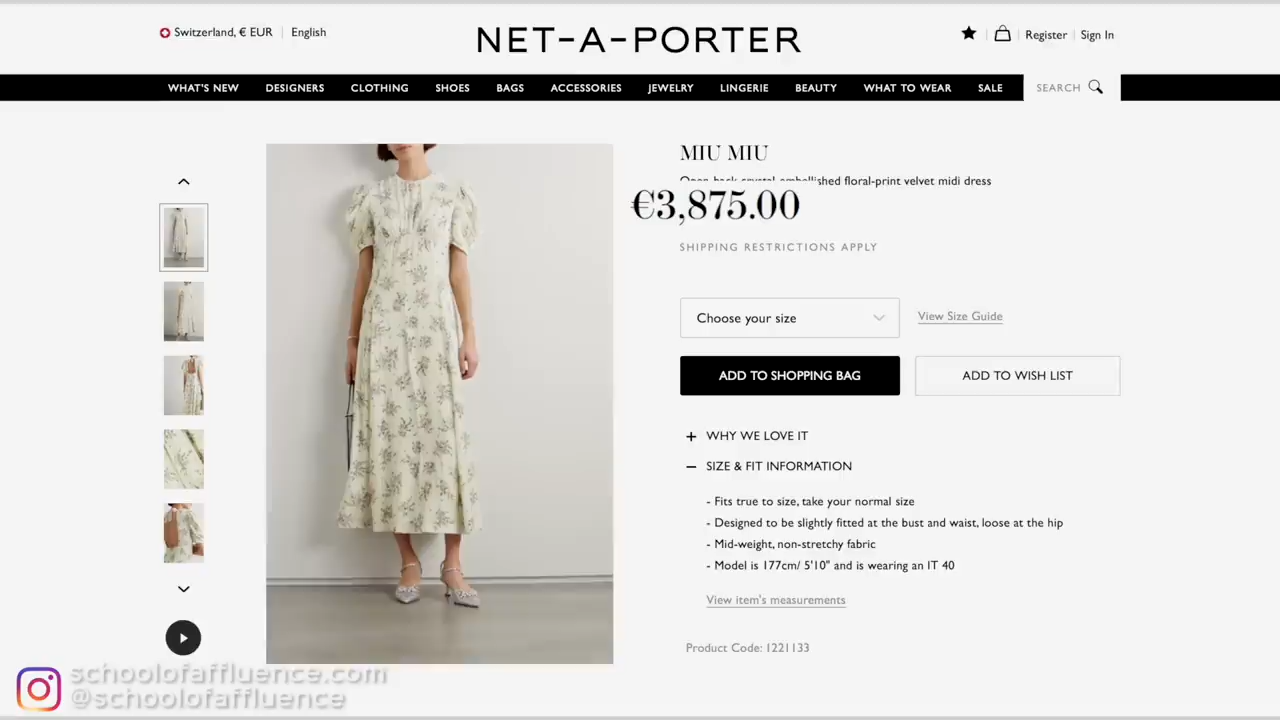 Switzerland, € EUR
English
NET-A-PORTER
Register
Sign In
WHAT'S NEW
DESIGNERS
CLOTHING
SHOES
BAGS
ACCESSORIES
JEWELRY
LINGERIE
BEAUTY
WHAT TO WEAR
SALE
SEARCH
MIU MIU
Open-back crystal-embellished floral-print velvet midi dress
€3,875.00
SHIPPING RESTRICTIONS APPLY
Choose your size
View Size Guide
ADD TO SHOPPING BAG
ADD TO WISH LIST
+ WHY WE LOVE IT
– SIZE & FIT INFORMATION
- Fits true to size, take your normal size
- Designed to be slightly fitted at the bust and waist, loose at the hip
- Mid-weight, non-stretchy fabric
- Model is 177cm/ 5'10" and is wearing an IT 40
View item's measurements
Product Code: 1221133
schoolofaffluence.com
@schoolofaffluence